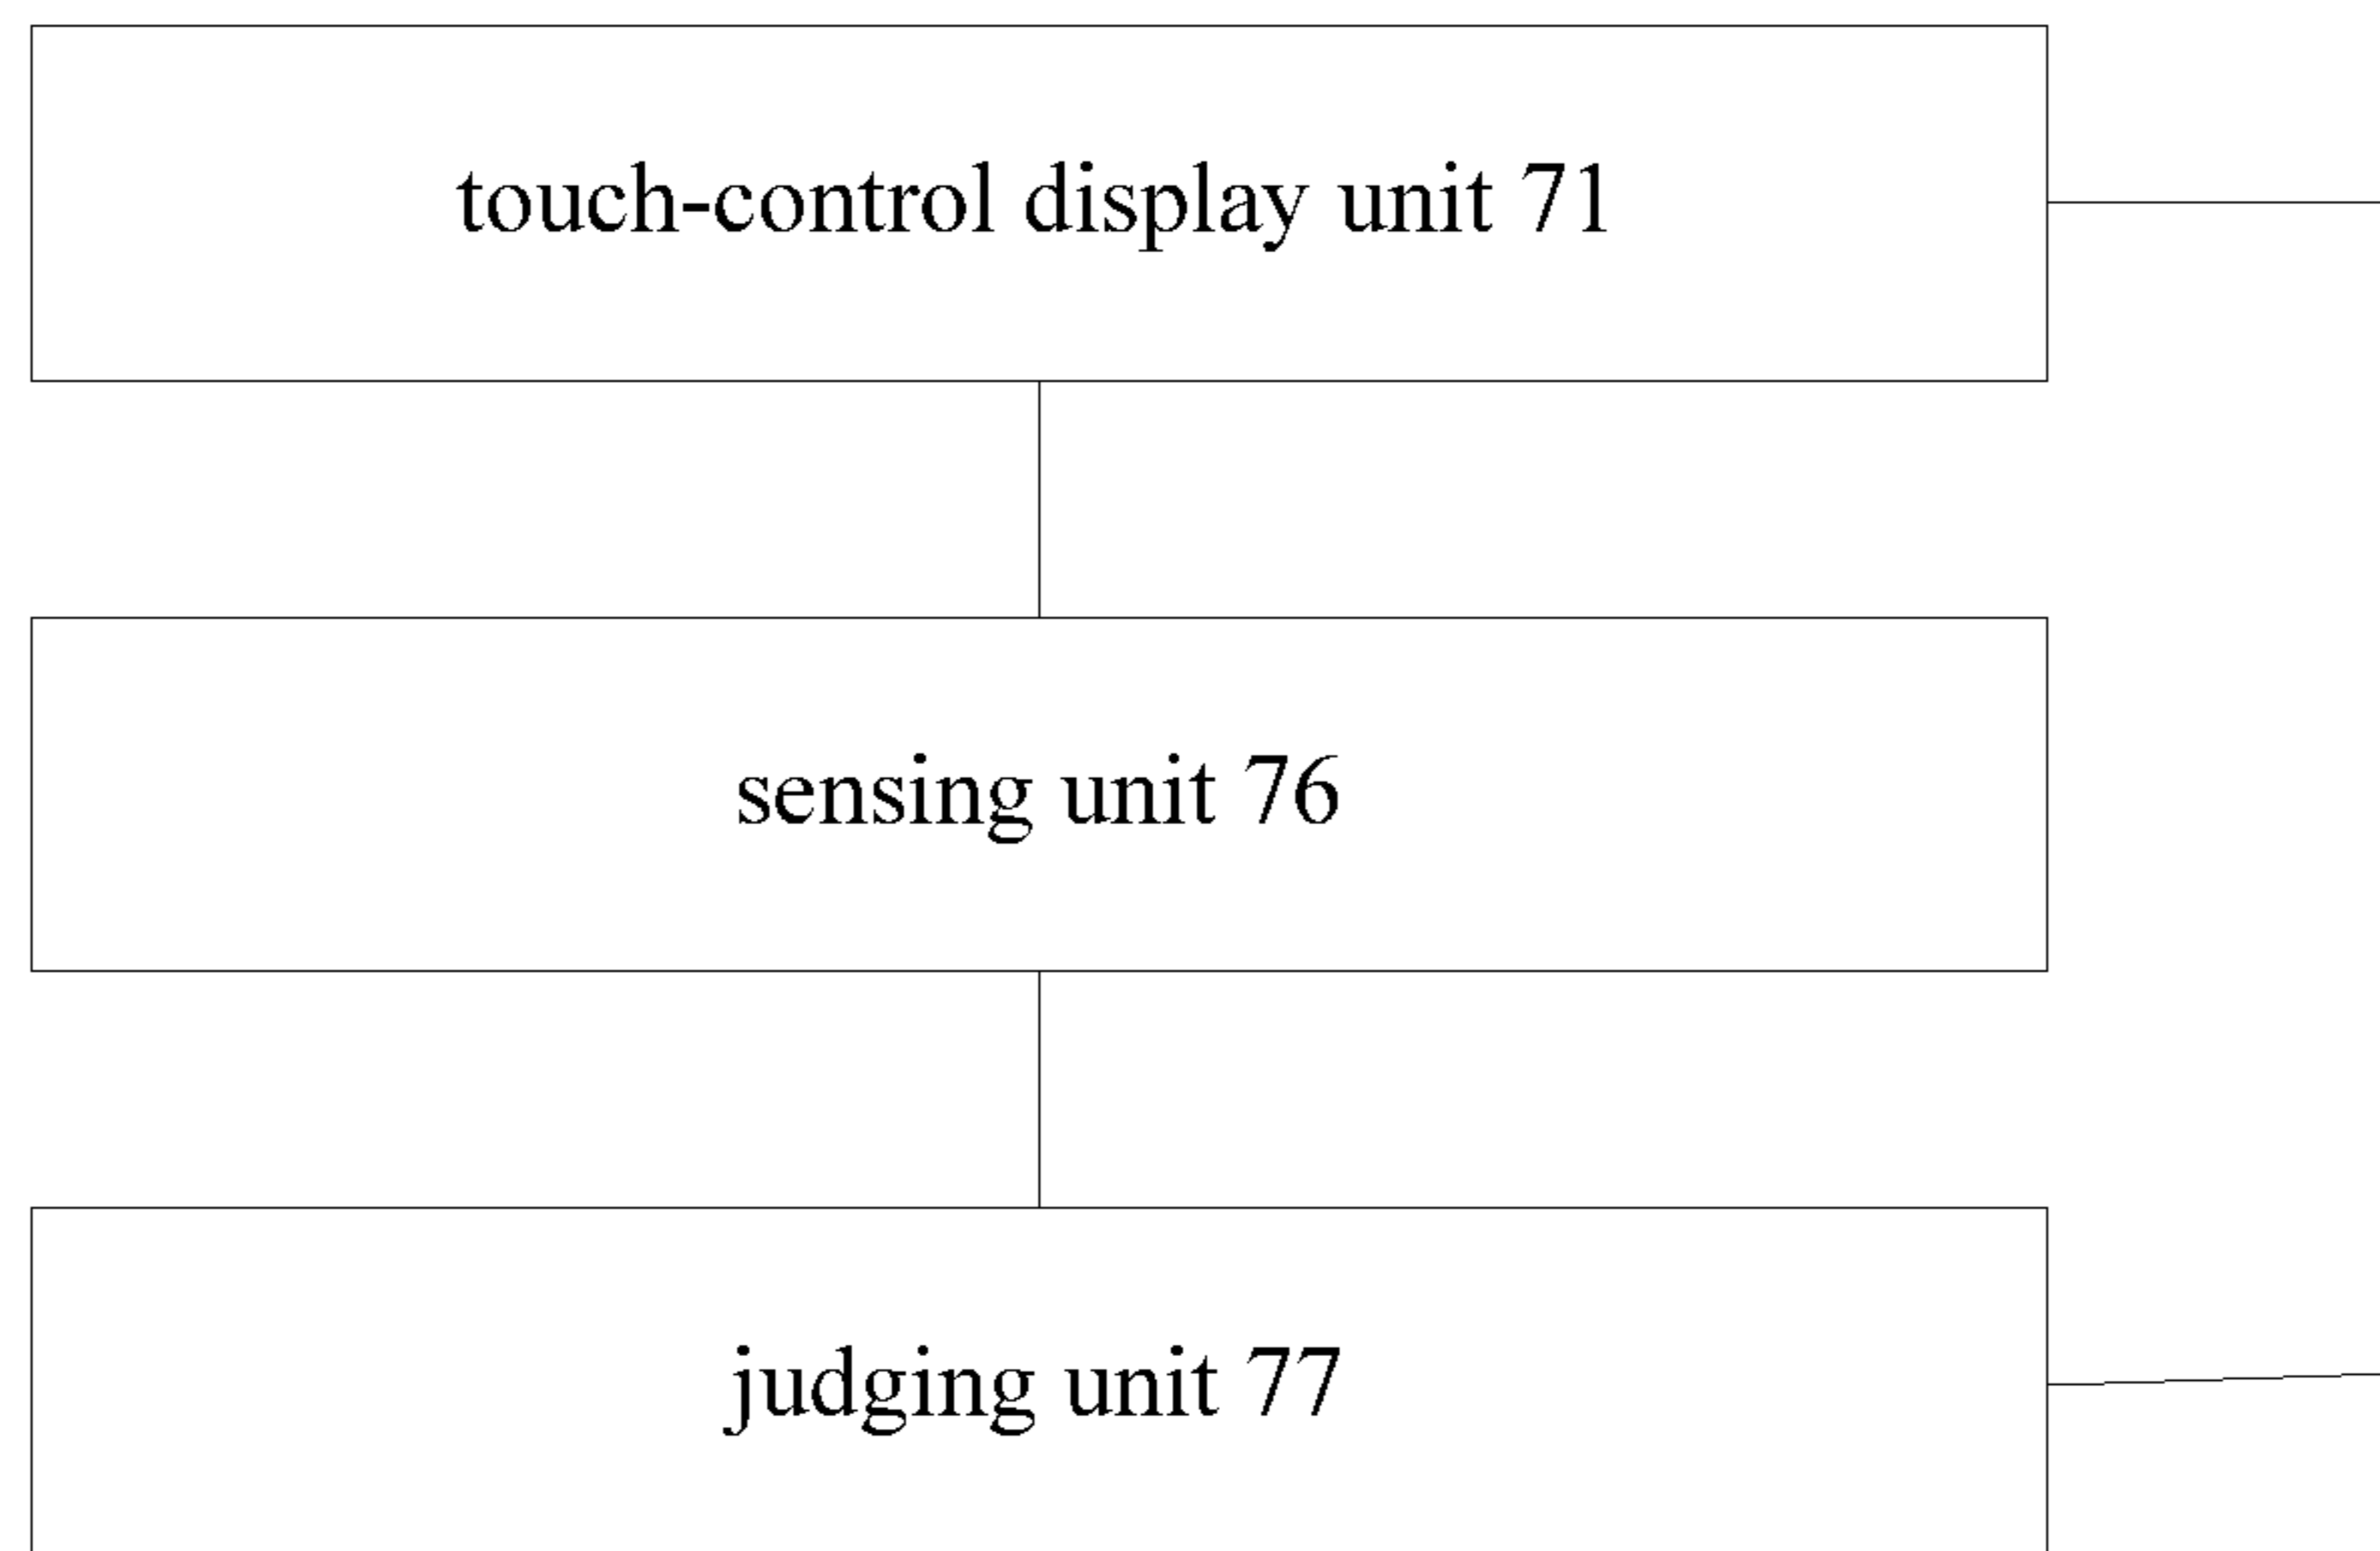 touch-control display unit 71
sensing unit 76
judging unit 77